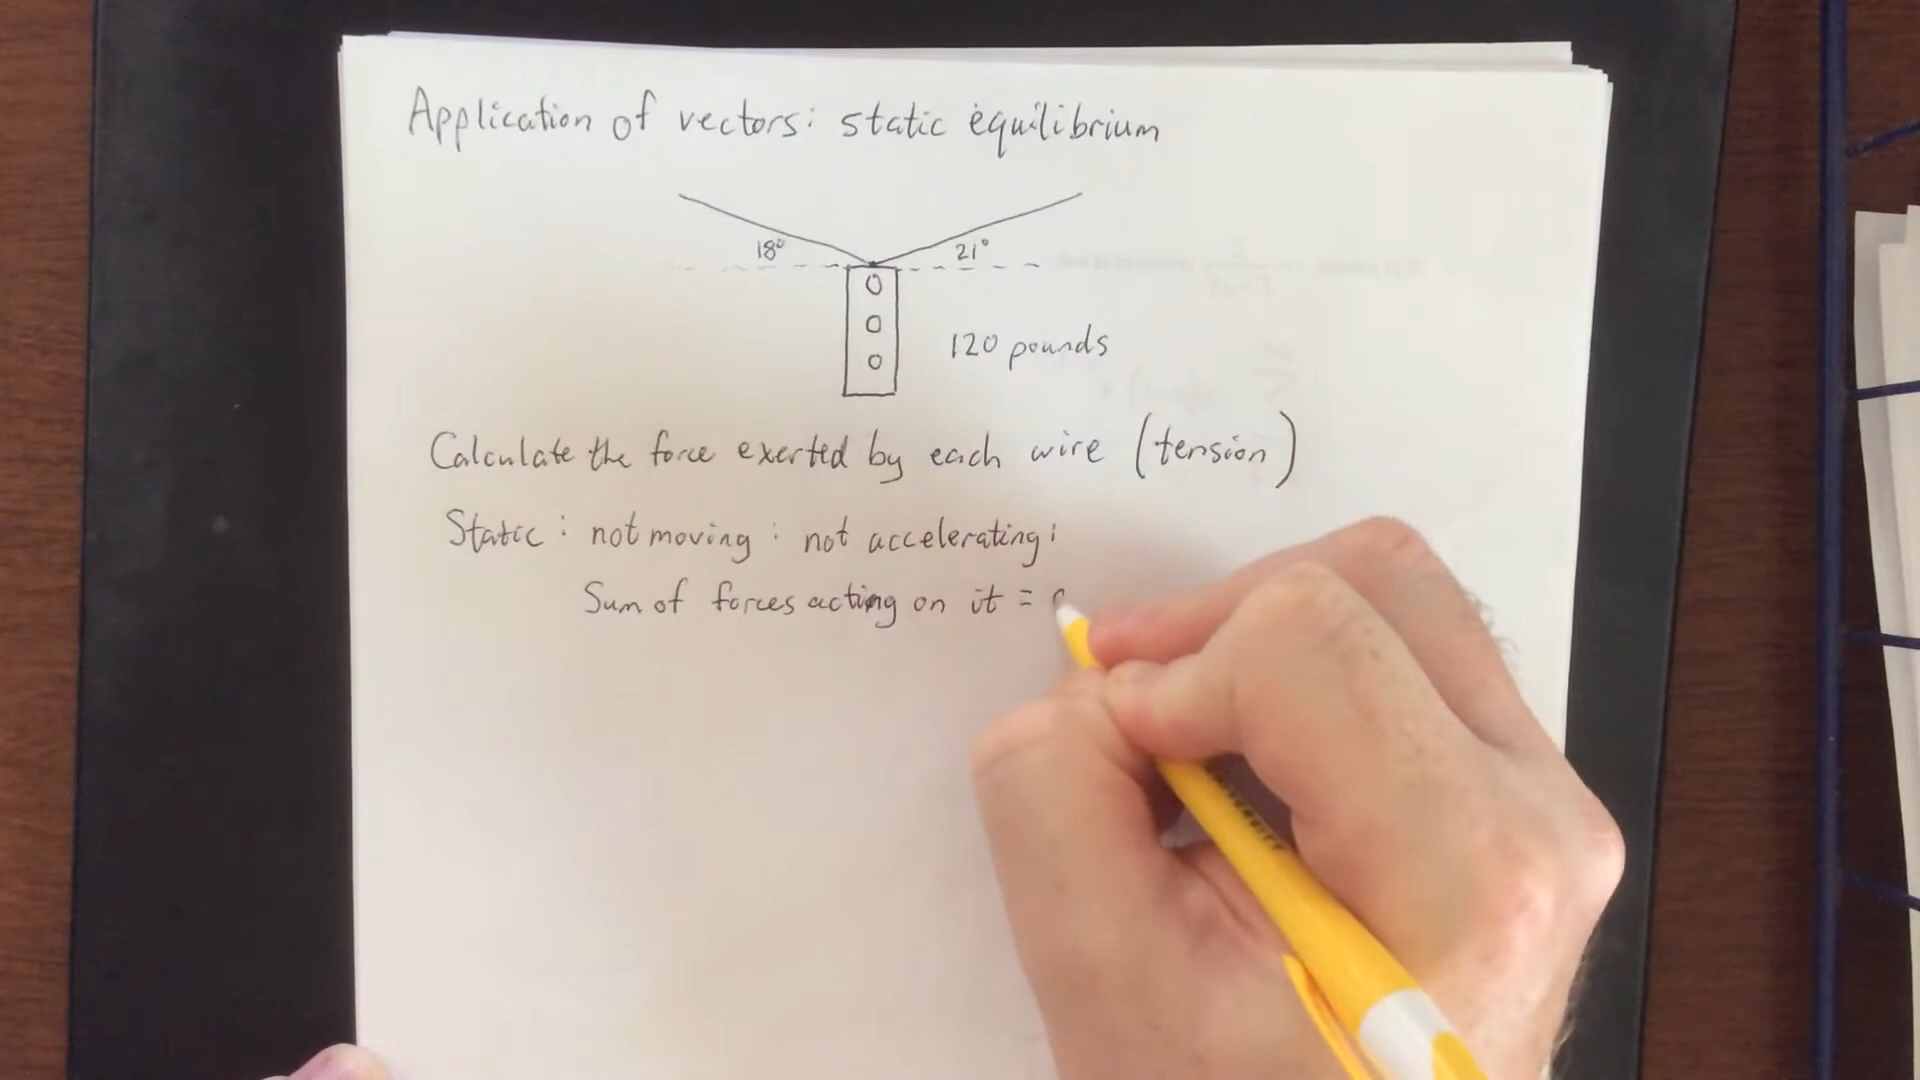 Application of vectors: static equilibrium
18° 21°
120 pounds
Calculate the force exerted by each wire (tension)
Static: not moving: not accelerating:
Sum of forces acting on it =